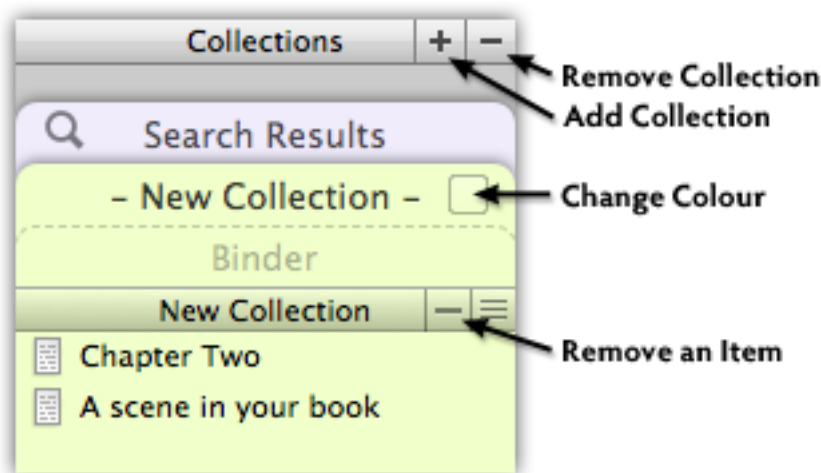 Collections
+
−
Remove Collection
Add Collection
Search Results
– New Collection –
Change Colour
Binder
New Collection
Remove an Item
Chapter Two
A scene in your book